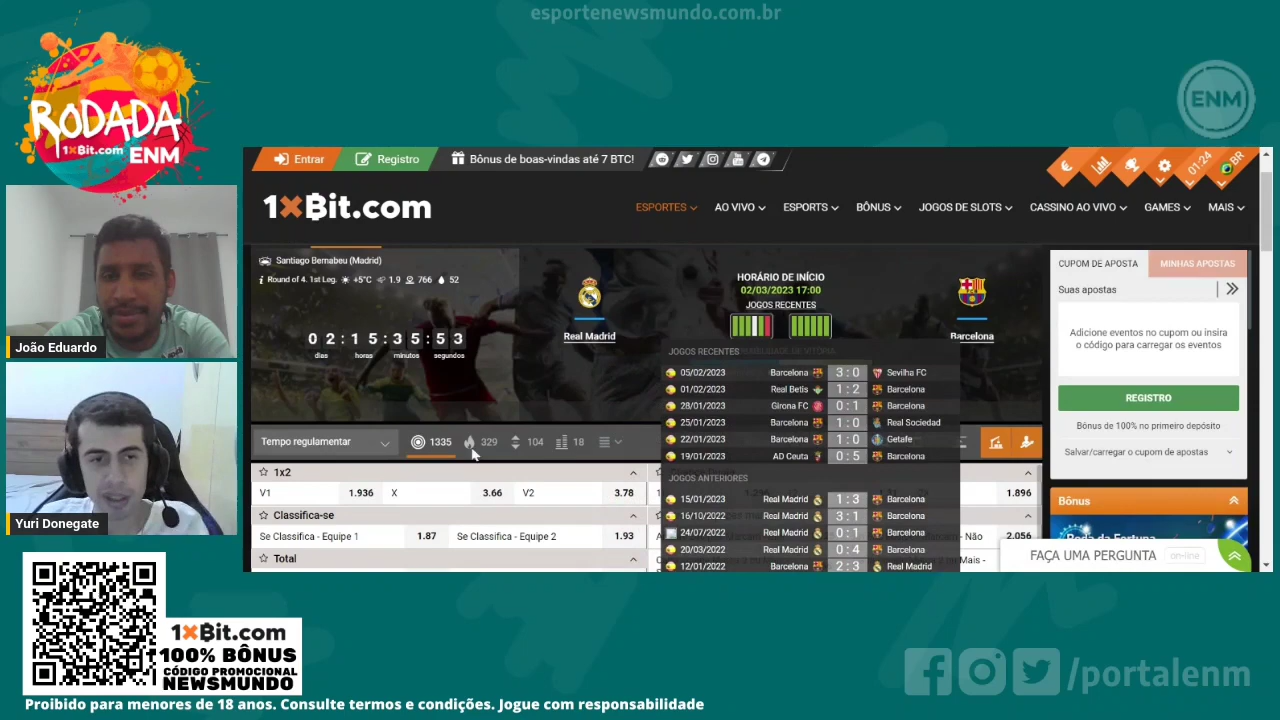 esportenewsmundo.com.br
RODADA
1xBit.com
ENM
ENM
Entrar
Registro
Bônus de boas-vindas até 7 BTC!
01:24
BR
1xBit.com
ESPORTES
AO VIVO
ESPORTS
BÔNUS
JOGOS DE SLOTS
CASSINO AO VIVO
GAMES
MAIS
Santiago Bernabeu (Madrid)
Round of 4. 1st Leg. +5°C 1.9 766 52
02 15 35 53
dias horas minutos segundos
Real Madrid
HORÁRIO DE INÍCIO
02/03/2023 17:00
JOGOS RECENTES
Barcelona
JOGOS RECENTES
05/02/2023 Barcelona 3:0 Sevilha FC
01/02/2023 Real Betis 1:2 Barcelona
28/01/2023 Girona FC 0:1 Barcelona
25/01/2023 Barcelona 1:0 Real Sociedad
22/01/2023 Barcelona 1:0 Getafe
19/01/2023 AD Ceuta 0:5 Barcelona
JOGOS ANTERIORES
15/01/2023 Real Madrid 1:3 Barcelona
16/10/2022 Real Madrid 3:1 Barcelona
24/07/2022 Real Madrid 0:1 Barcelona
20/03/2022 Real Madrid 0:4 Barcelona
12/01/2022 Barcelona 2:3 Real Madrid
Tempo regulamentar
1335 329 104 18
1x2
V1 1.936 X 3.66 V2 3.78
1.896
Classifica-se
Se Classifica - Equipe 1 1.87 Se Classifica - Equipe 2 1.93
- Não 2.056
Total
CUPOM DE APOSTA
MINHAS APOSTAS
Suas apostas
Adicione eventos no cupom ou insira
o código para carregar os eventos
REGISTRO
Bônus de 100% no primeiro depósito
Salvar/carregar o cupom de apostas
Bônus
Roda da Fortuna
FAÇA UMA PERGUNTA on-line
João Eduardo
Yuri Donegate
1xBit.com
100% BÔNUS
CÓDIGO PROMOCIONAL
NEWSMUNDO
/portalenm
Proibido para menores de 18 anos. Consulte termos e condições. Jogue com responsabilidade